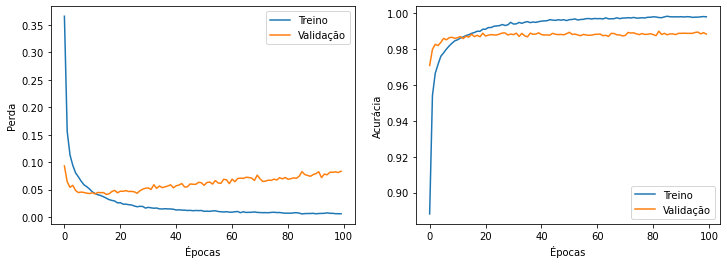 Treino
Validação
0.35
0.30
0.25
0.20
0.15
0.10
0.05
0.00
Perda
0 20 40 60 80 100
Épocas
1.00
0.98
0.96
0.94
0.92
0.90
Acurácia
Treino
Validação
0 20 40 60 80 100
Épocas